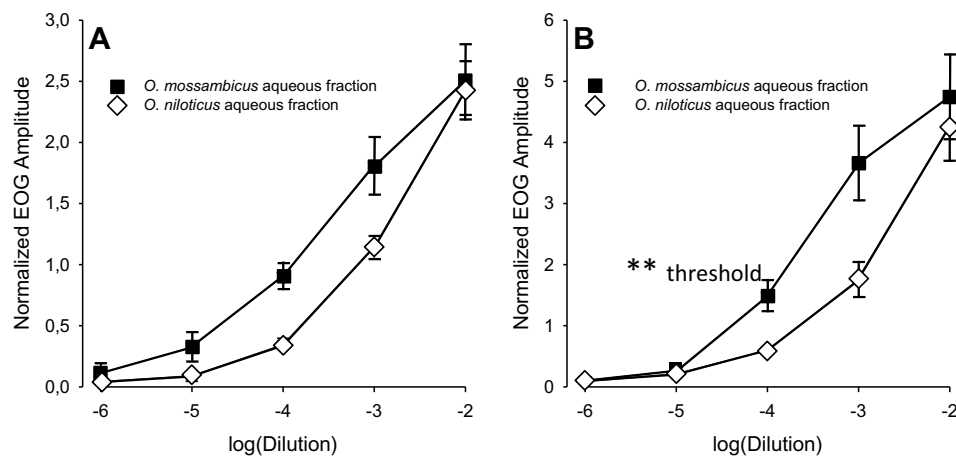 A
B
Normalized EOG Amplitude
3,0
2,5
2,0
1,5
1,0
0,5
0,0
O. mossambicus aqueous fraction
O. niloticus aqueous fraction
-6
-5
-4
-3
-2
log(Dilution)
Normalized EOG Amplitude
6
5
4
3
2
1
0
O. mossambicus aqueous fraction
O. niloticus aqueous fraction
** threshold
-6
-5
-4
-3
-2
log(Dilution)